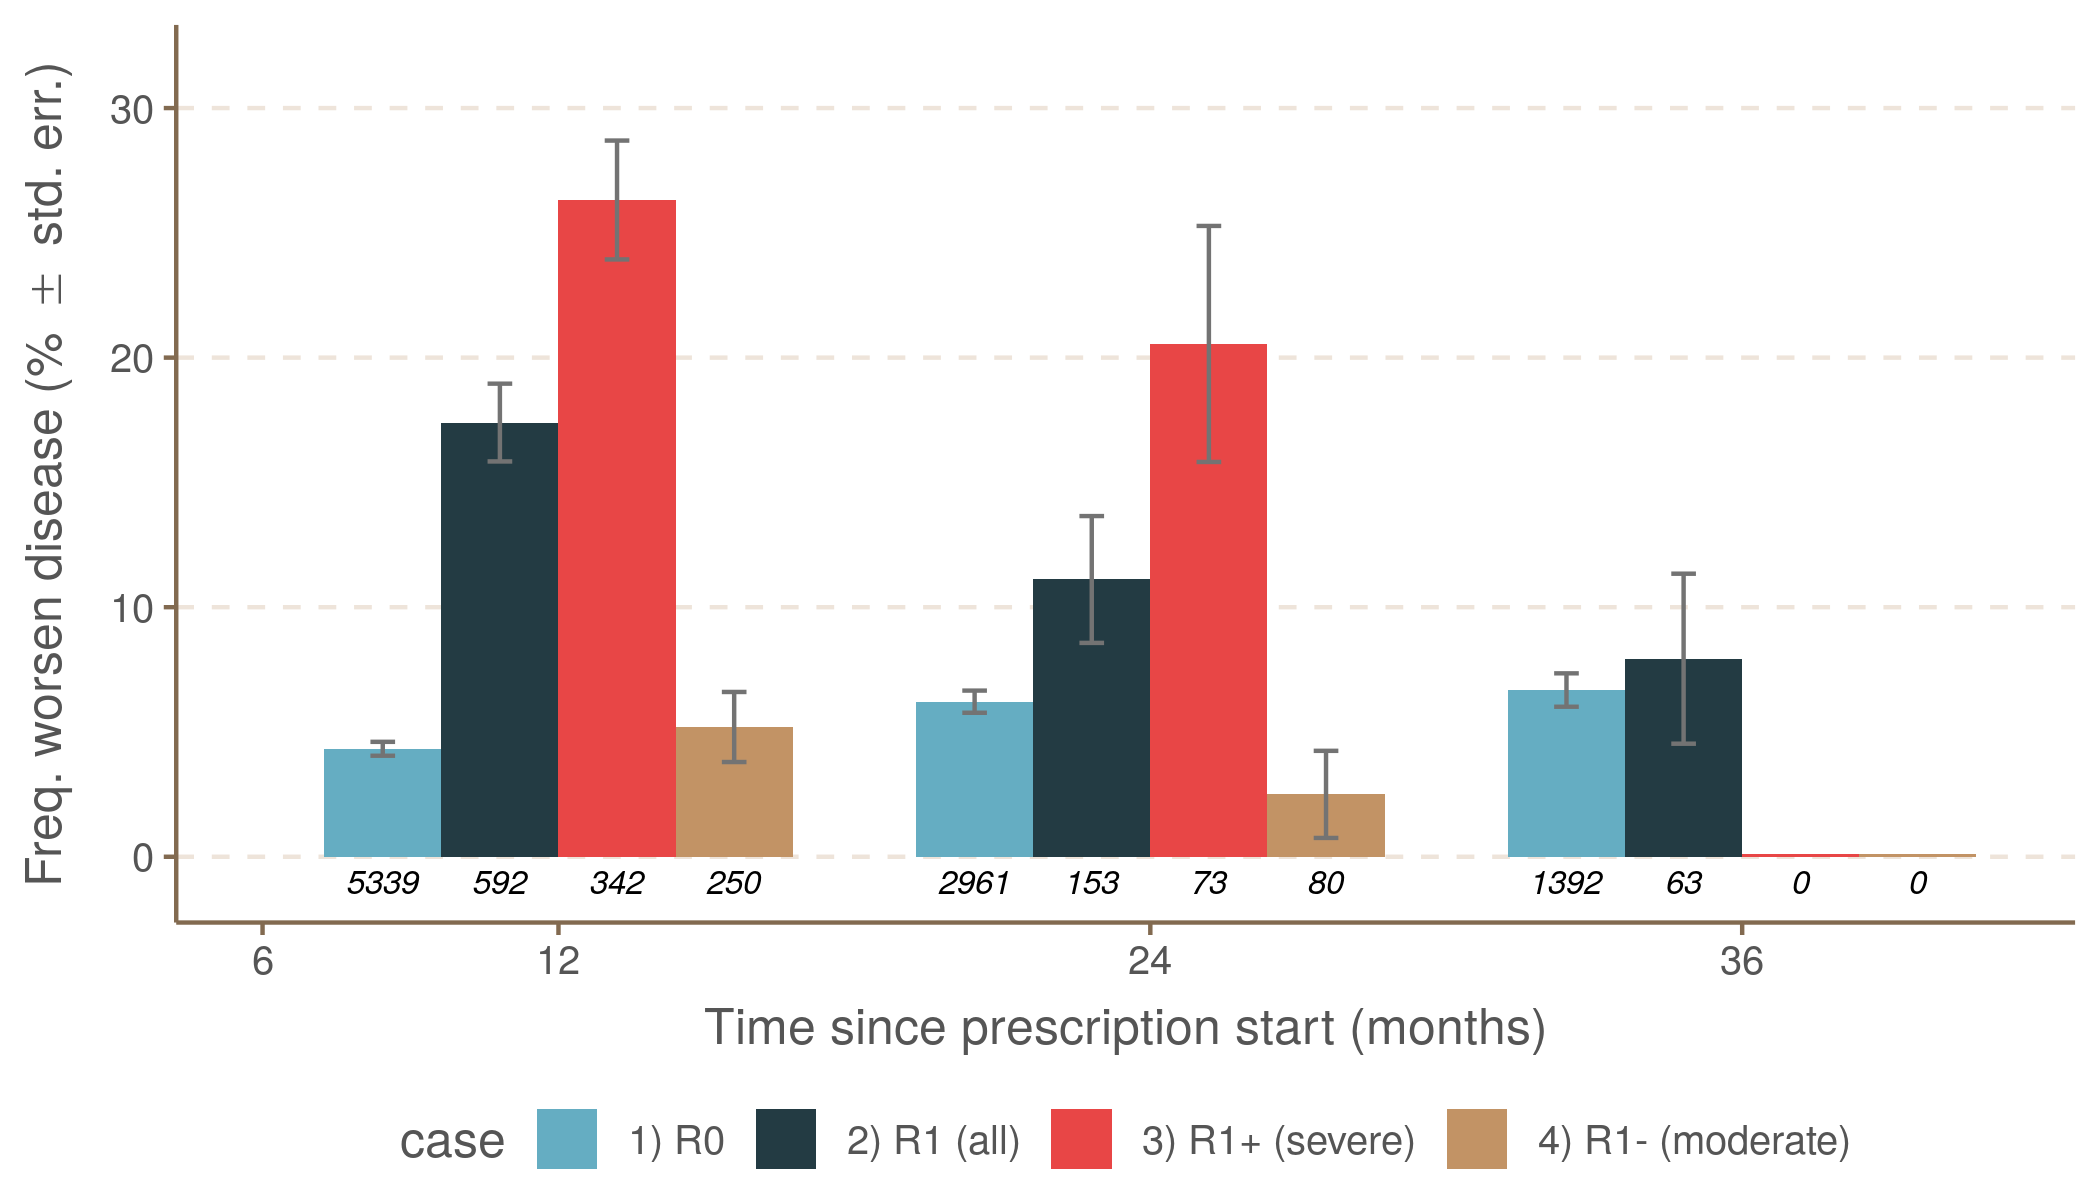 Freq. worsen disease (% ± std. err.)
30
20
10
0
5339 592 342 250 2961 153 73 80 1392 63 0 0
6 12 24 36
Time since prescription start (months)
case 1) R0 2) R1 (all) 3) R1+ (severe) 4) R1- (moderate)